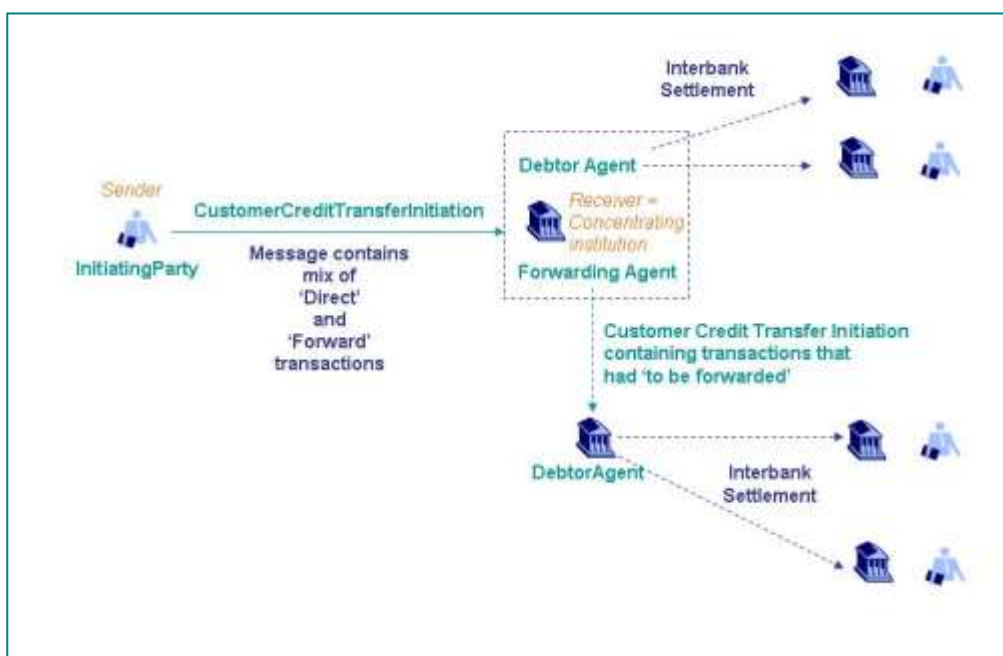 Interbank
Settlement
Debtor Agent
Sender
CustomerCreditTransferInitiation
Receiver =
Concentrating
institution
InitiatingParty
Message contains
mix of
'Direct'
and
'Forward'
transactions
Forwarding Agent
Customer Credit Transfer Initiation
containing transactions that
had 'to be forwarded'
DebtorAgent
Interbank
Settlement